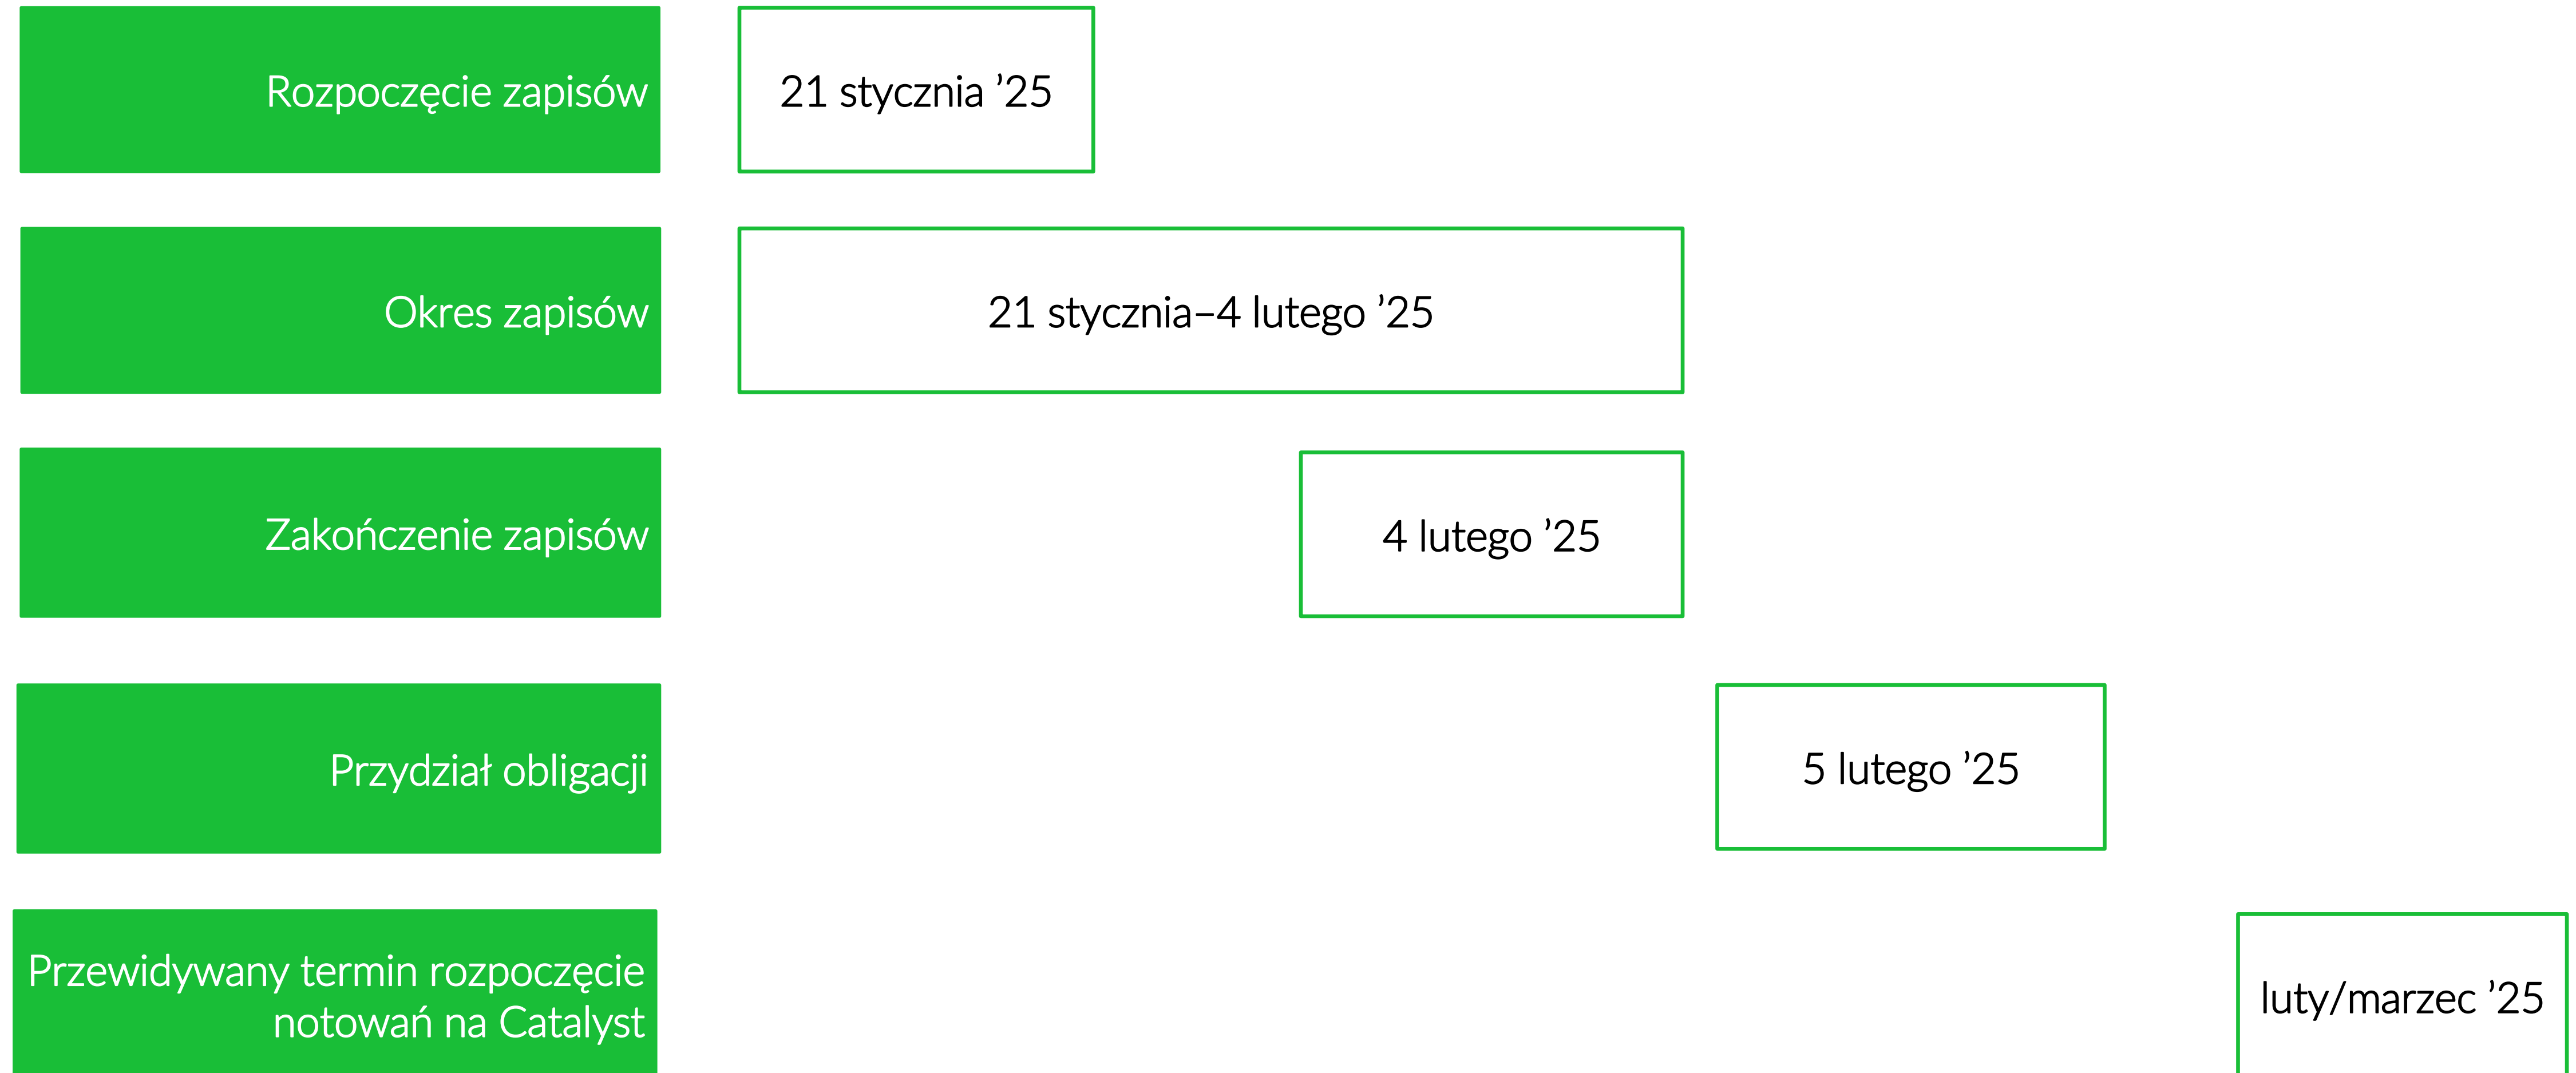 Rozpoczęcie zapisów
21 stycznia ’25
Okres zapisów
21 stycznia–4 lutego ’25
Zakończenie zapisów
4 lutego ’25
Przydział obligacji
5 lutego ’25
Przewidywany termin rozpoczęcie
notowań na Catalyst
luty/marzec ’25